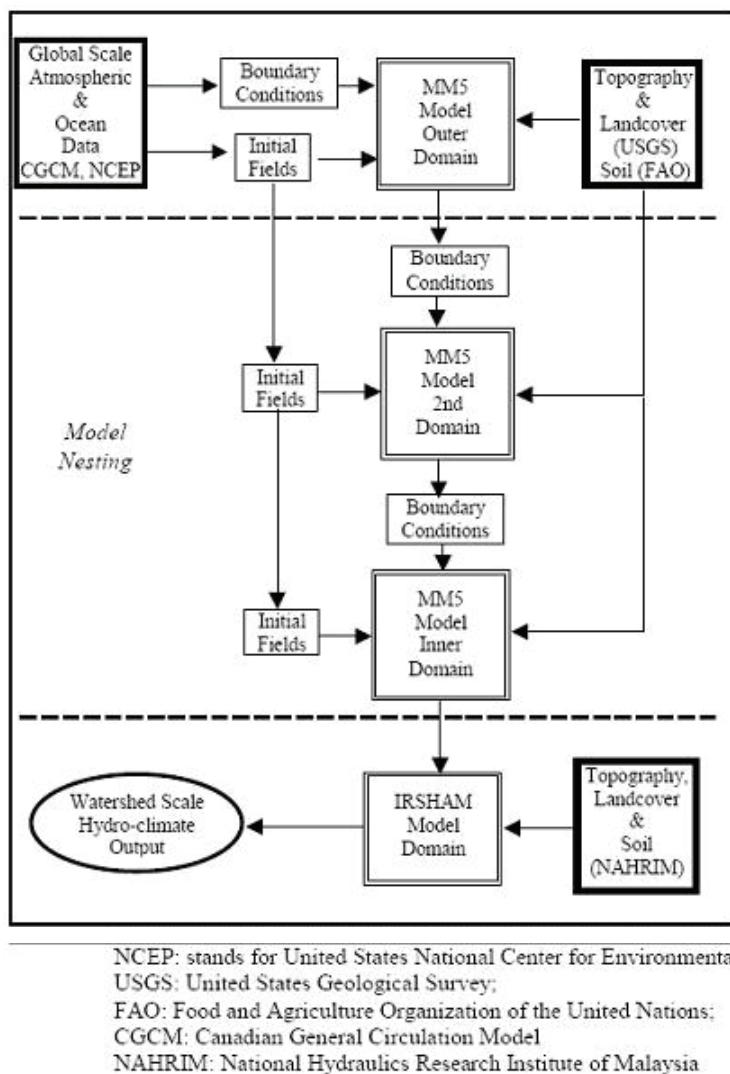 Global Scale
Atmospheric
&
Ocean
Data
CGCM, NCEP
Boundary
Conditions
Initial
Fields
MM5
Model
Outer
Domain
Topography
&
Landcover
(USGS)
Soil (FAO)
Boundary
Conditions
Initial
Fields
MM5
Model
2nd
Domain
Model
Nesting
Boundary
Conditions
Initial
Fields
MM5
Model
Inner
Domain
Watershed Scale
Hydro-climate
Output
IRSHAM
Model
Domain
Topography,
Landcover
&
Soil
(NAHRIM)
NCEP: stands for United States National Center for Environmenta
USGS: United States Geological Survey;
FAO: Food and Agriculture Organization of the United Nations;
CGCM: Canadian General Circulation Model
NAHRIM: National Hydraulics Research Institute of Malaysia